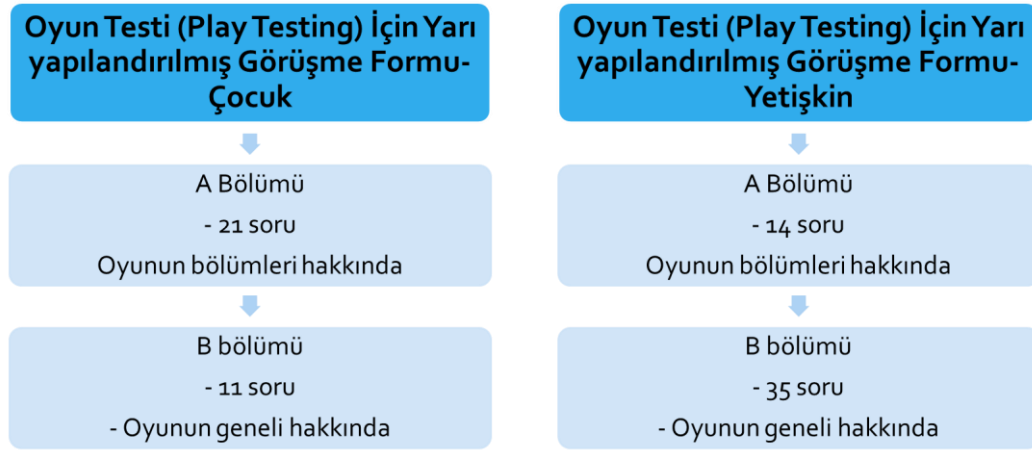 Oyun Testi (Play Testing) İçin Yarı
yapılandırılmış Görüşme Formu-
Çocuk
A Bölümü
- 21 soru
Oyunun bölümleri hakkında
B bölümü
- 11 soru
- Oyunun geneli hakkında
Oyun Testi (Play Testing) İçin Yarı
yapılandırılmış Görüşme Formu-
Yetişkin
A Bölümü
- 14 soru
Oyunun bölümleri hakkında
B bölümü
- 35 soru
- Oyunun geneli hakkında